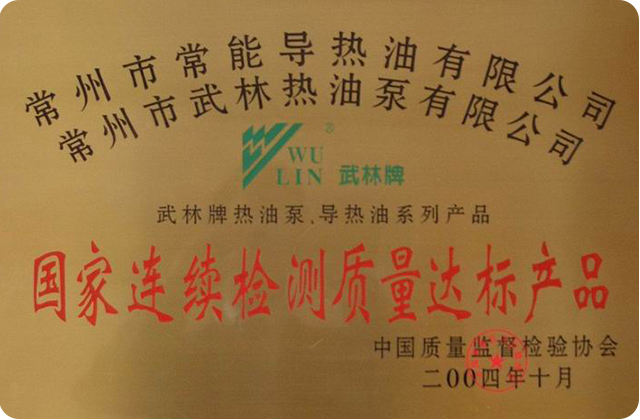 常州市常能导热油有限公司
常州市武林热油泵有限公司
®
WU
LIN 武林牌
武林牌热油泵、导热油系列产品
国家连续检测质量达标产品
中国质量监督检验协会
二00四年十月